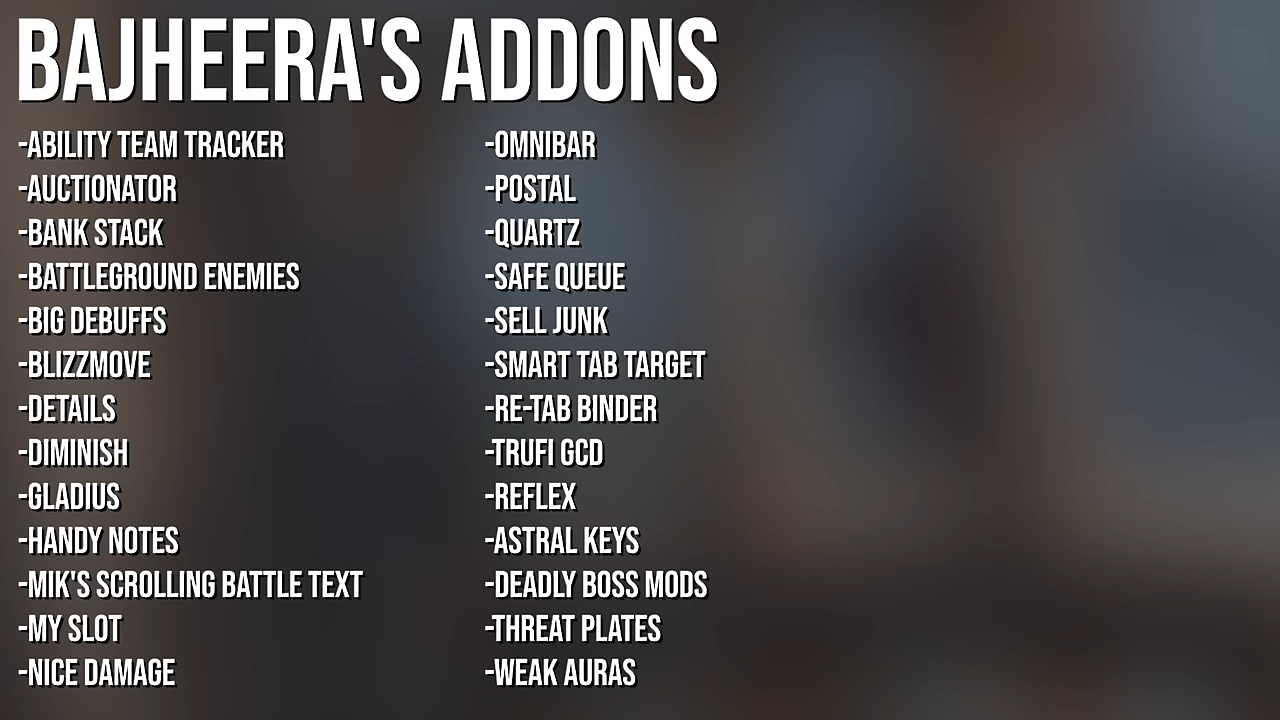 BAJHEERA'S ADDONS
-ABILITY TEAM TRACKER
-AUCTIONATOR
-BANK STACK
-BATTLEGROUND ENEMIES
-BIG DEBUFFS
-BLIZZMOVE
-DETAILS
-DIMINISH
-GLADIUS
-HANDY NOTES
-MIK'S SCROLLING BATTLE TEXT
-MY SLOT
-NICE DAMAGE
-OMNIBAR
-POSTAL
-QUARTZ
-SAFE QUEUE
-SELL JUNK
-SMART TAB TARGET
-RE-TAB BINDER
-TRUFI GCD
-REFLEX
-ASTRAL KEYS
-DEADLY BOSS MODS
-THREAT PLATES
-WEAK AURAS